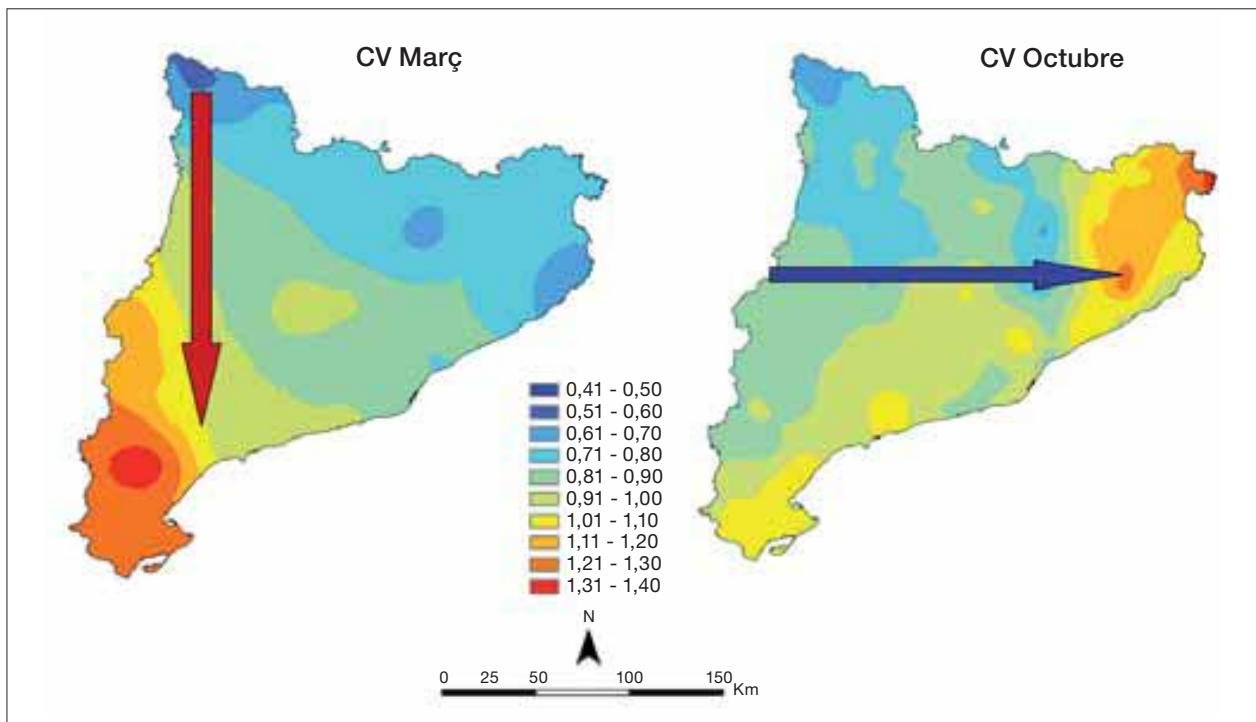 CV Març
CV Octubre
0,41 - 0,50
0,51 - 0,60
0,61 - 0,70
0,71 - 0,80
0,81 - 0,90
0,91 - 1,00
1,01 - 1,10
1,11 - 1,20
1,21 - 1,30
1,31 - 1,40
N
0 25 50 100 150
Km